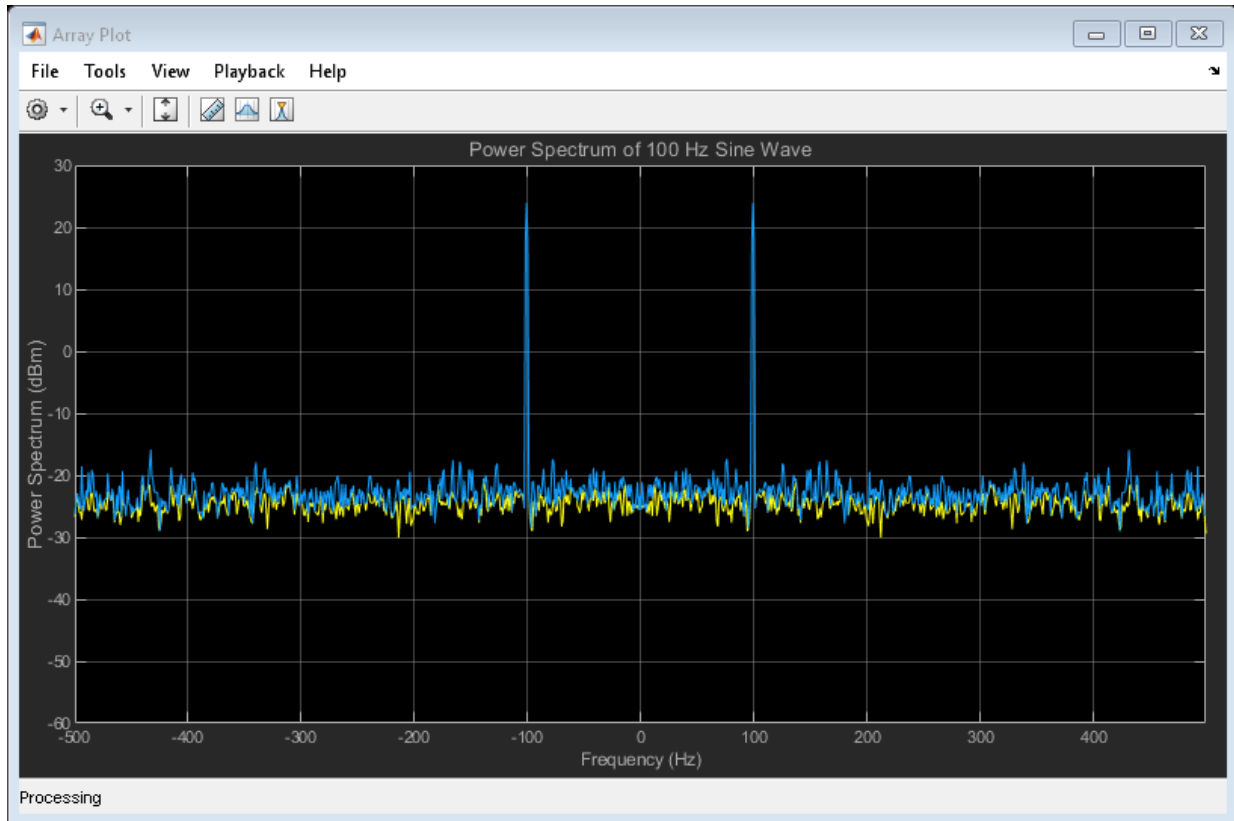 Array Plot
File Tools View Playback Help
Power Spectrum of 100 Hz Sine Wave
Power Spectrum (dBm)
30
20
10
0
-10
-20
-30
-40
-50
-60
-500 -400 -300 -200 -100 0 100 200 300 400
Frequency (Hz)
Processing